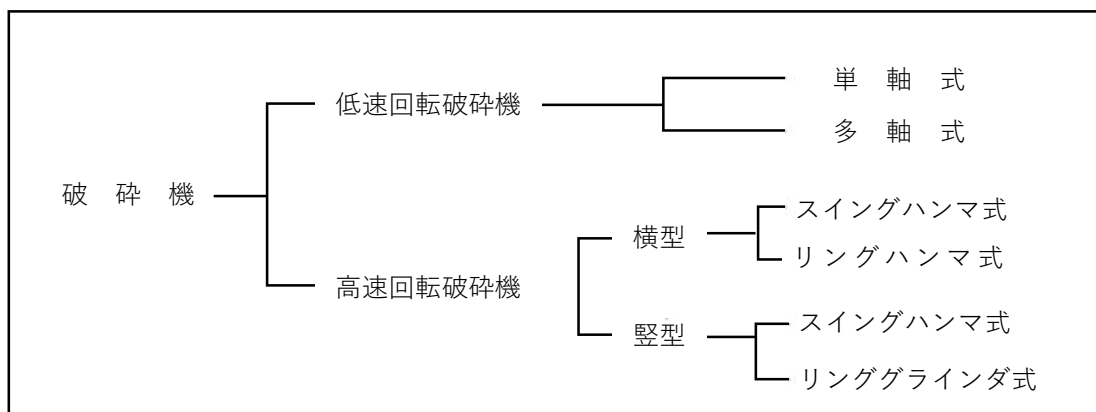 破砕機
低速回転破砕機
単軸式
多軸式
高速回転破砕機
横型
スイングハンマ式
リングハンマ式
竪型
スイングハンマ式
リンググラインダ式